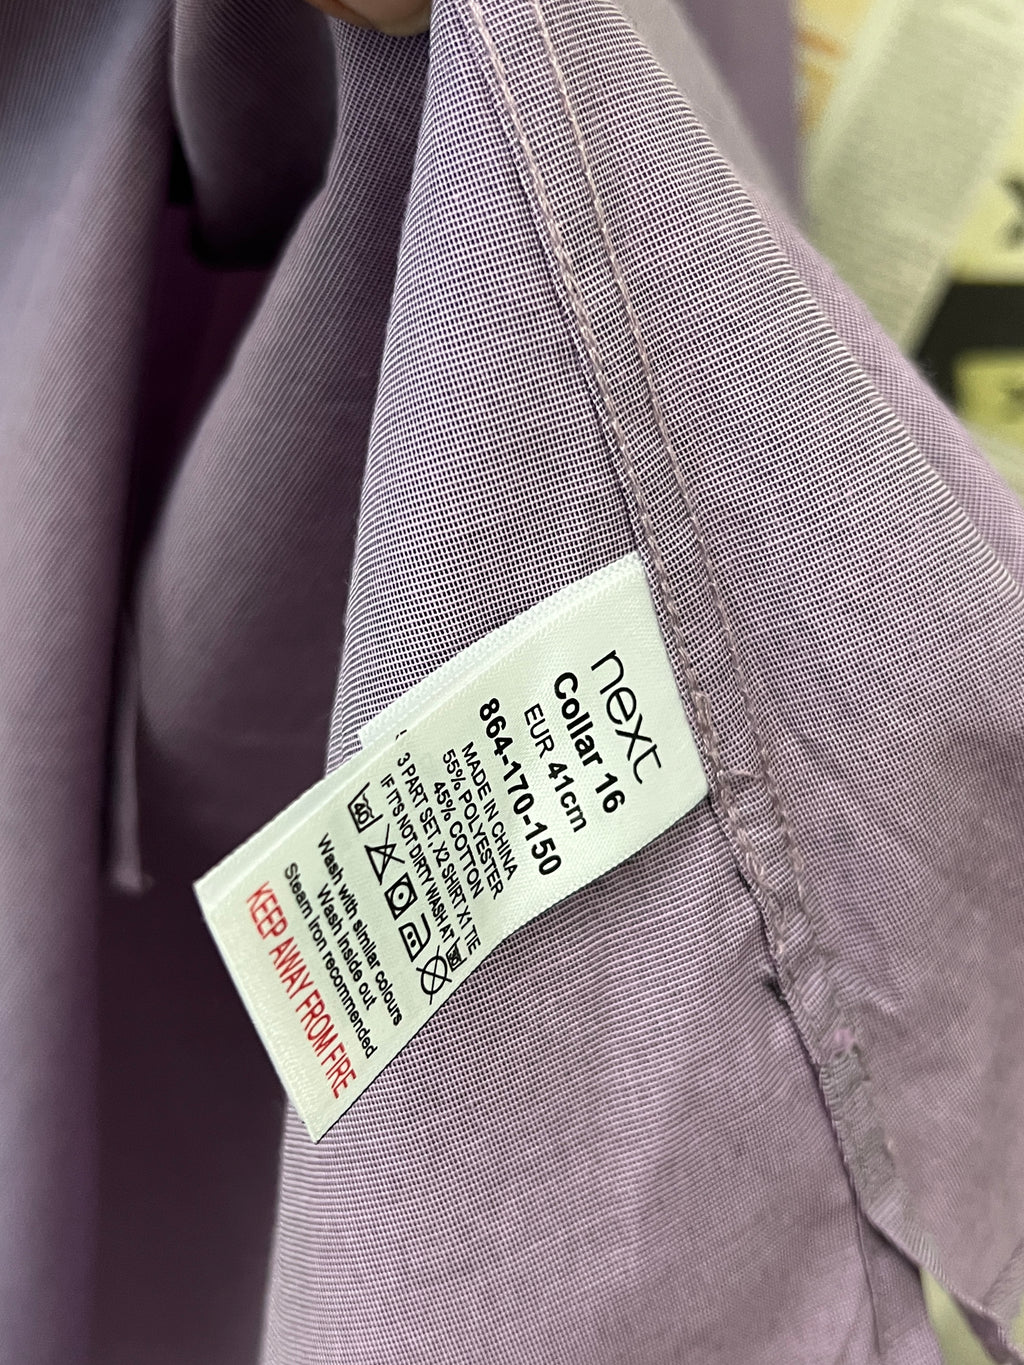 next
Collar 16
EUR 41cm
864-170-150
MADE IN CHINA
55% POLYESTER
45% COTTON
3 PART SET, X2 SHIRT X1 TIE
IF IT'S NOT DIRTY WASH AT
40
Wash with similar colours
Wash inside out
Steam iron recommended
KEEP AWAY FROM FIRE